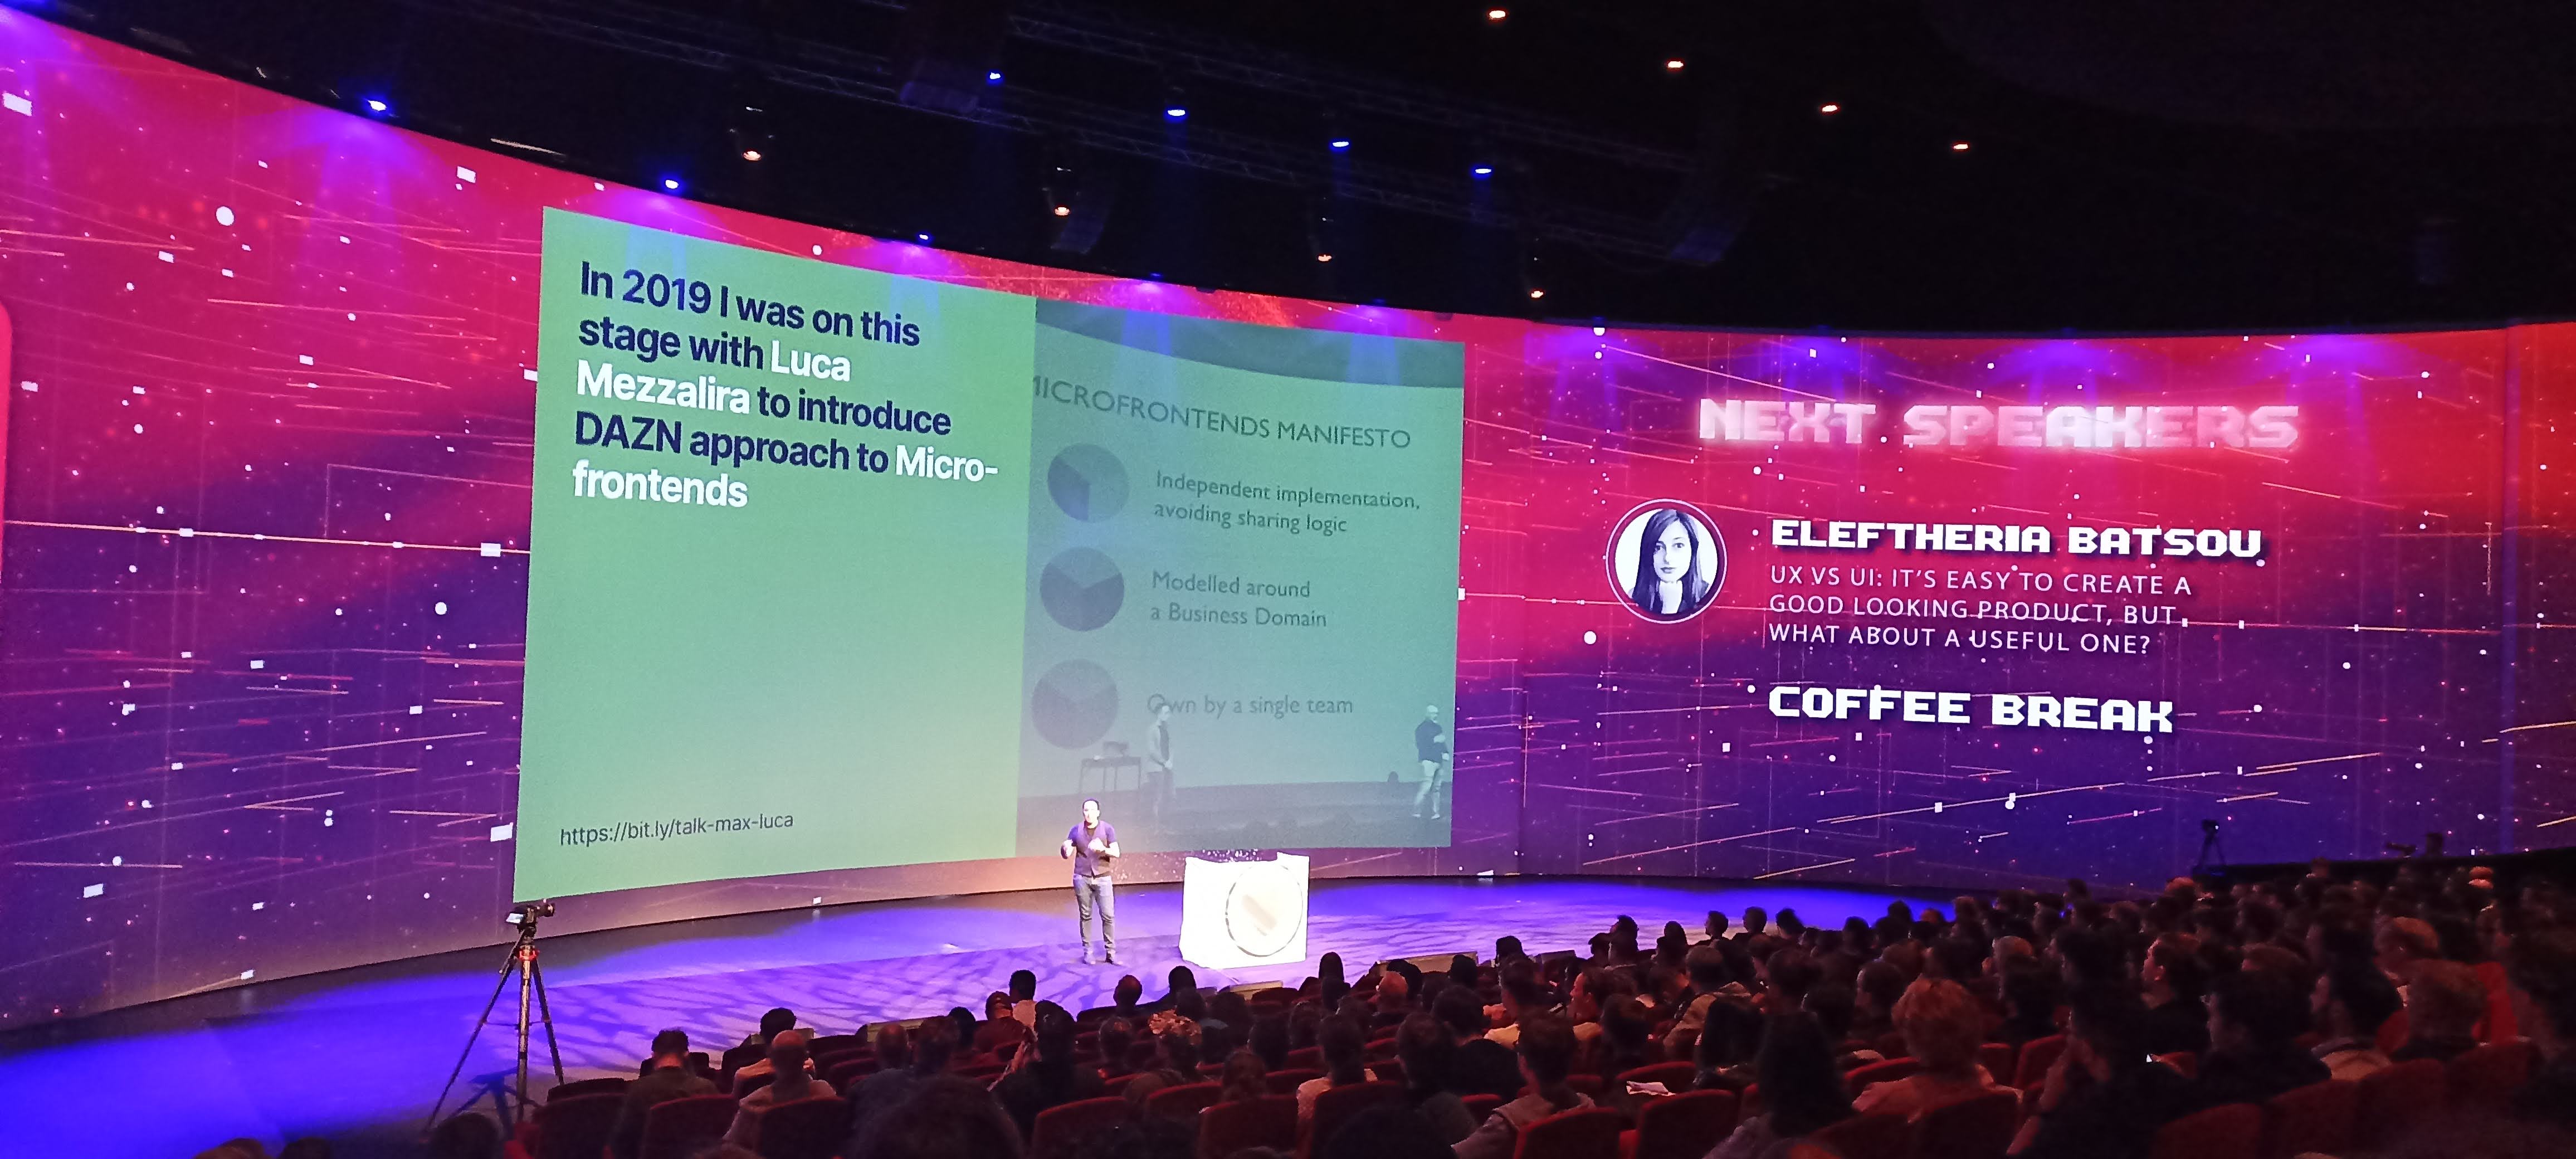 In 2019 I was on this
stage with Luca
Mezzalira to introduce
DAZN approach to Micro-
frontends
https://bit.ly/talk-max-luca
MICROFRONTENDS MANIFESTO
Independent implementation,
avoiding sharing logic
Modelled around
a Business Domain
Own by a single team
NEXT SPEAKERS
ELEFTHERIA BATSOU
UX VS UI: IT'S EASY TO CREATE A
GOOD LOOKING PRODUCT, BUT
WHAT ABOUT A USEFUL ONE?
COFFEE BREAK